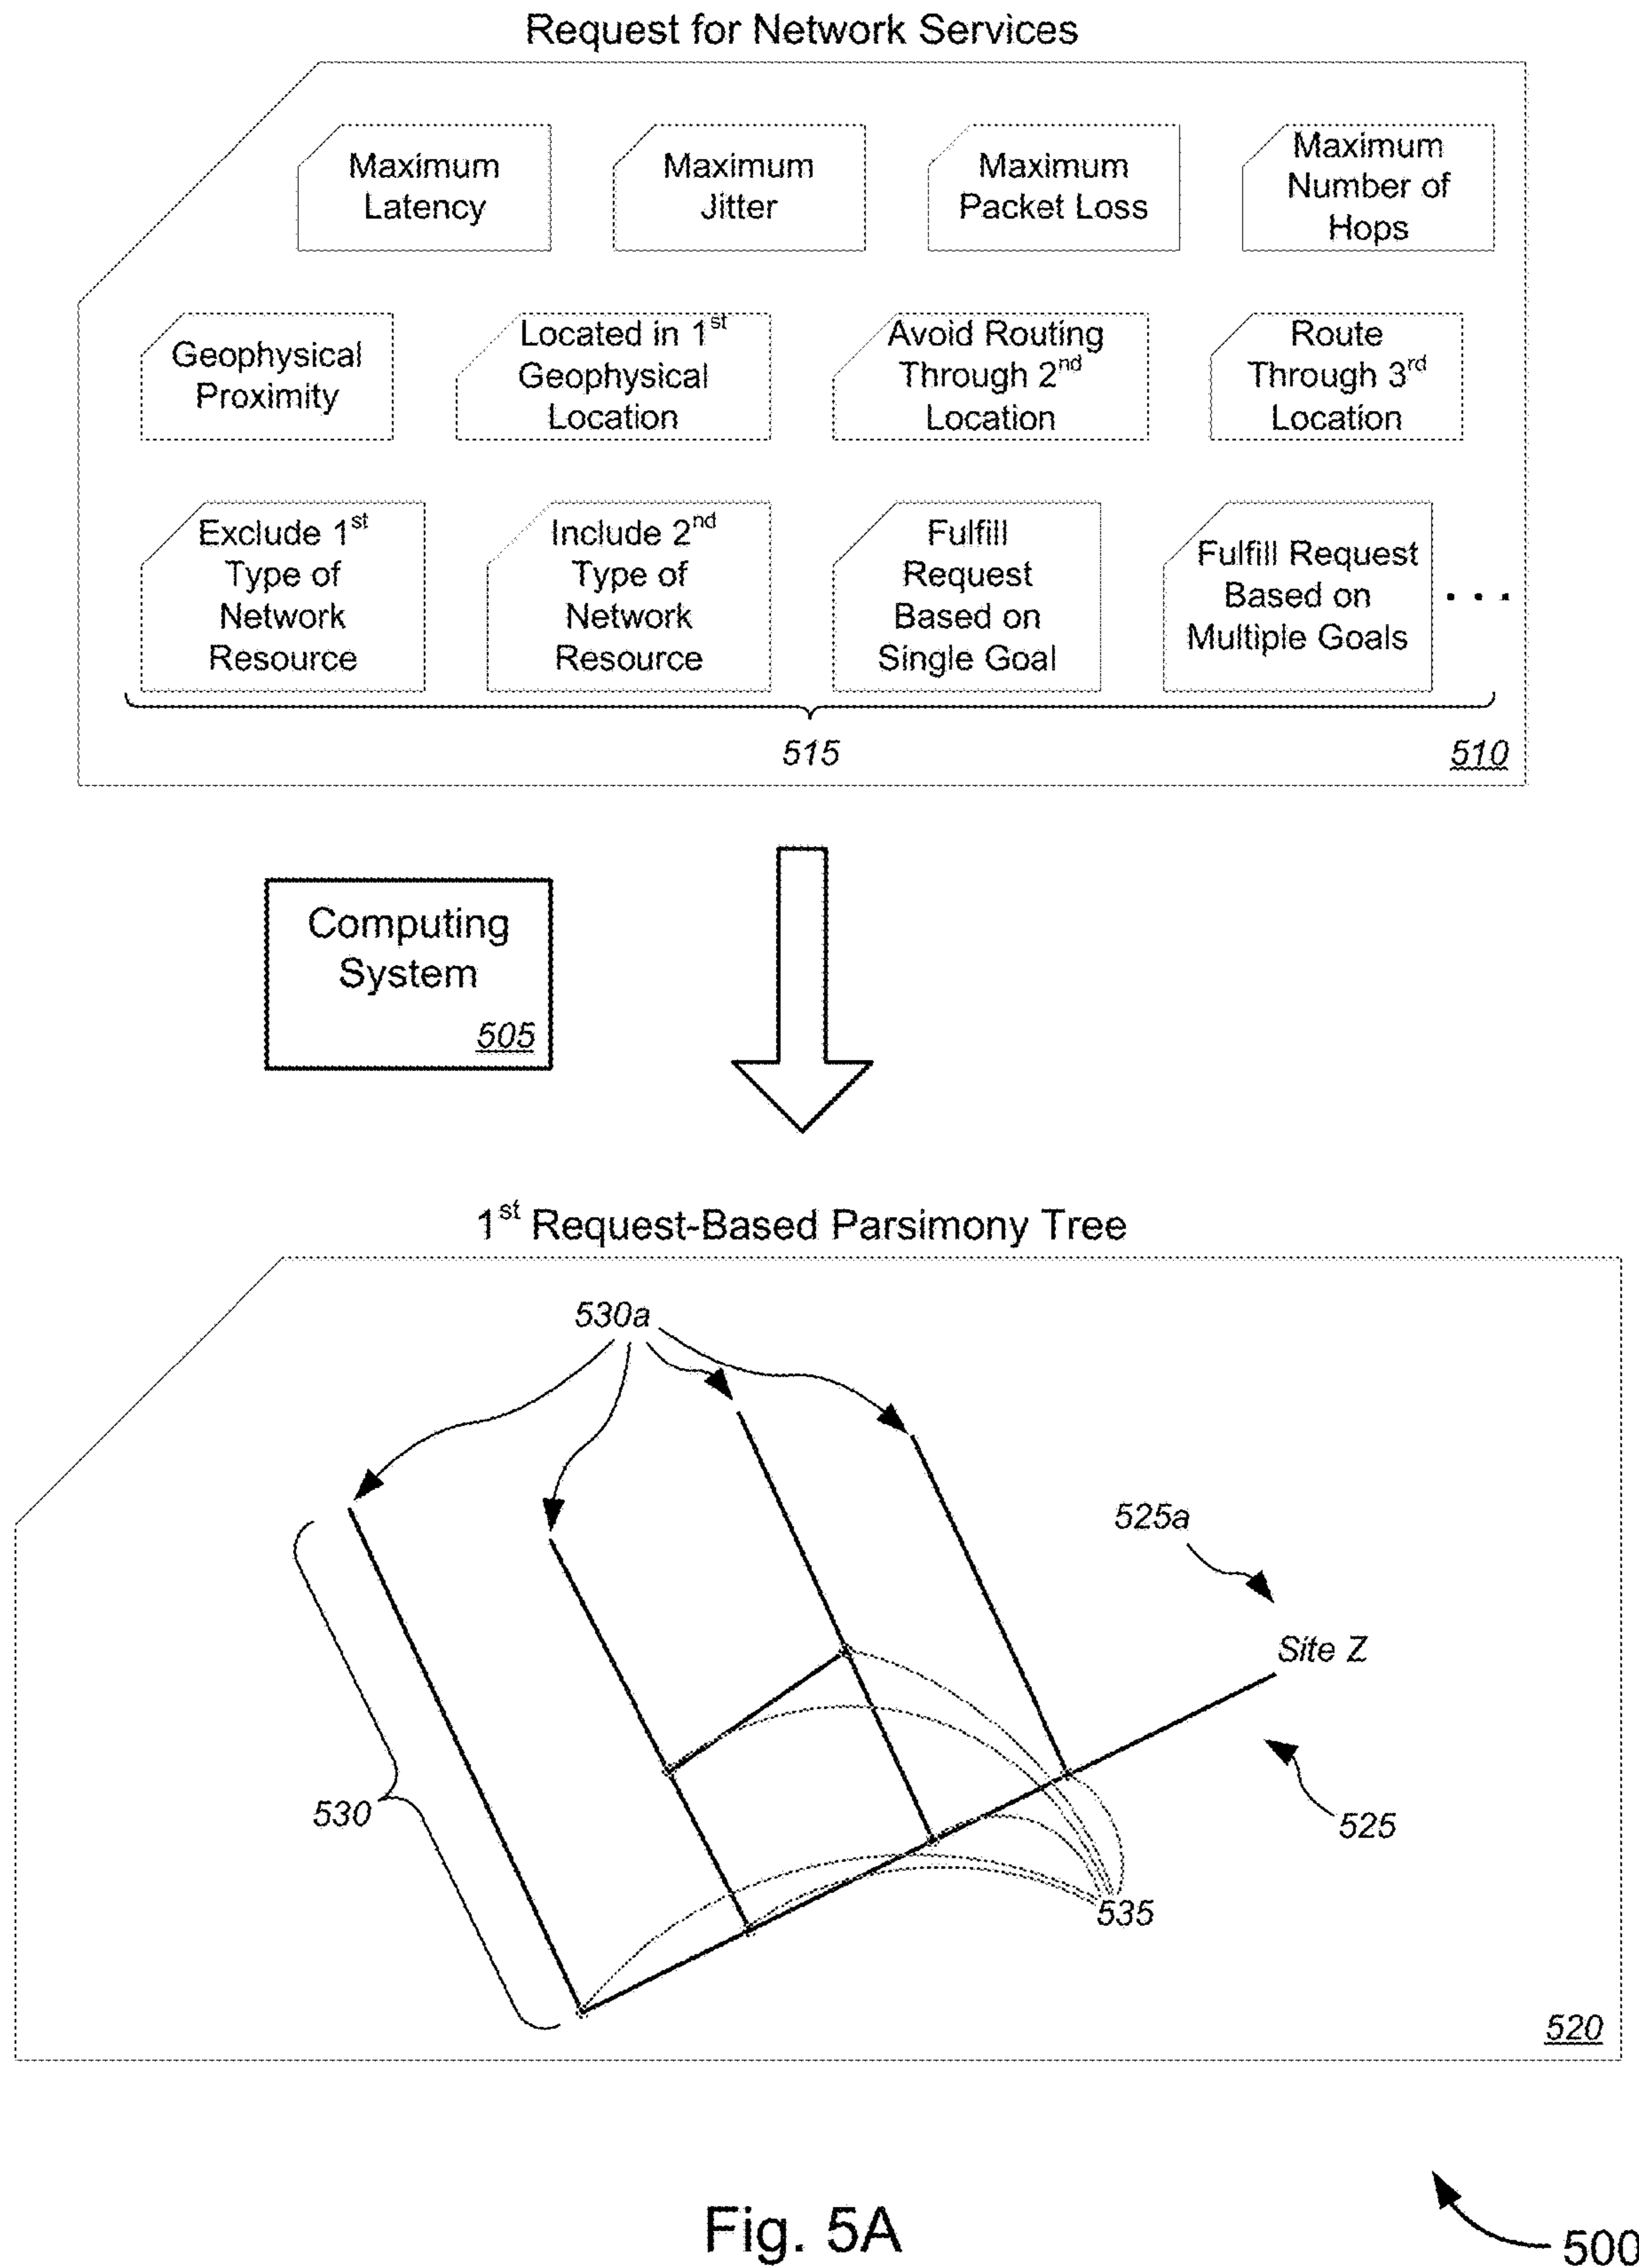 Request for Network Services
Maximum
Latency
Maximum
Jitter
Maximum
Packet Loss
Maximum
Number of
Hops
Geophysical
Proximity
Located in 1st
Geophysical
Location
Avoid Routing
Through 2nd
Location
Route
Through 3rd
Location
Exclude 1st
Type of
Network
Resource
Include 2nd
Type of
Network
Resource
Fulfill
Request
Based on
Single Goal
Fulfill Request
Based on
Multiple Goals
. . .
515
510
Computing
System
505
1st Request-Based Parsimony Tree
530a
525a
Site Z
530
525
535
520
Fig. 5A
500